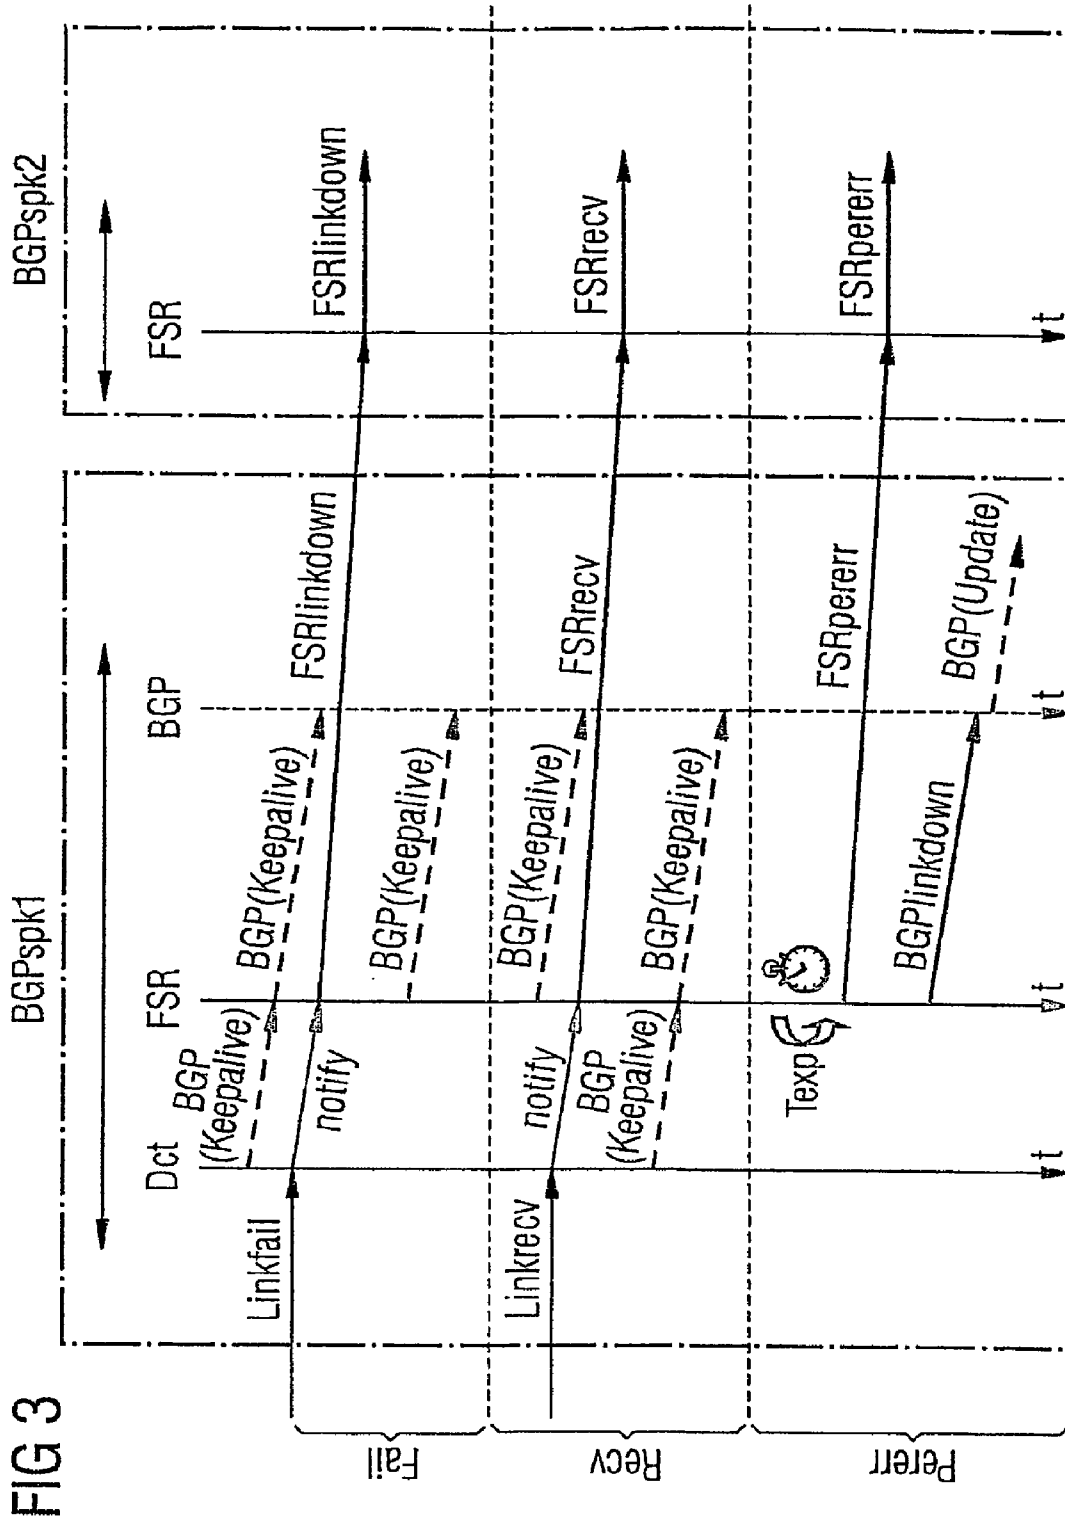 FIG 3
BGPspk1
BGPspk2
Dct
FSR
BGP
FSR
Fail
Linkfail
BGP
(Keepalive)
BGP(Keepalive)
notify
FSRlinkdown
FSRlinkdown
BGP(Keepalive)
Recv
Linkrecv
notify
BGP(Keepalive)
FSRrecv
FSRrecv
BGP
(Keepalive)
BGP(Keepalive)
Pererr
Texp
FSRpererr
FSRpererr
BGPlinkdown
BGP(Update)
t
t
t
t